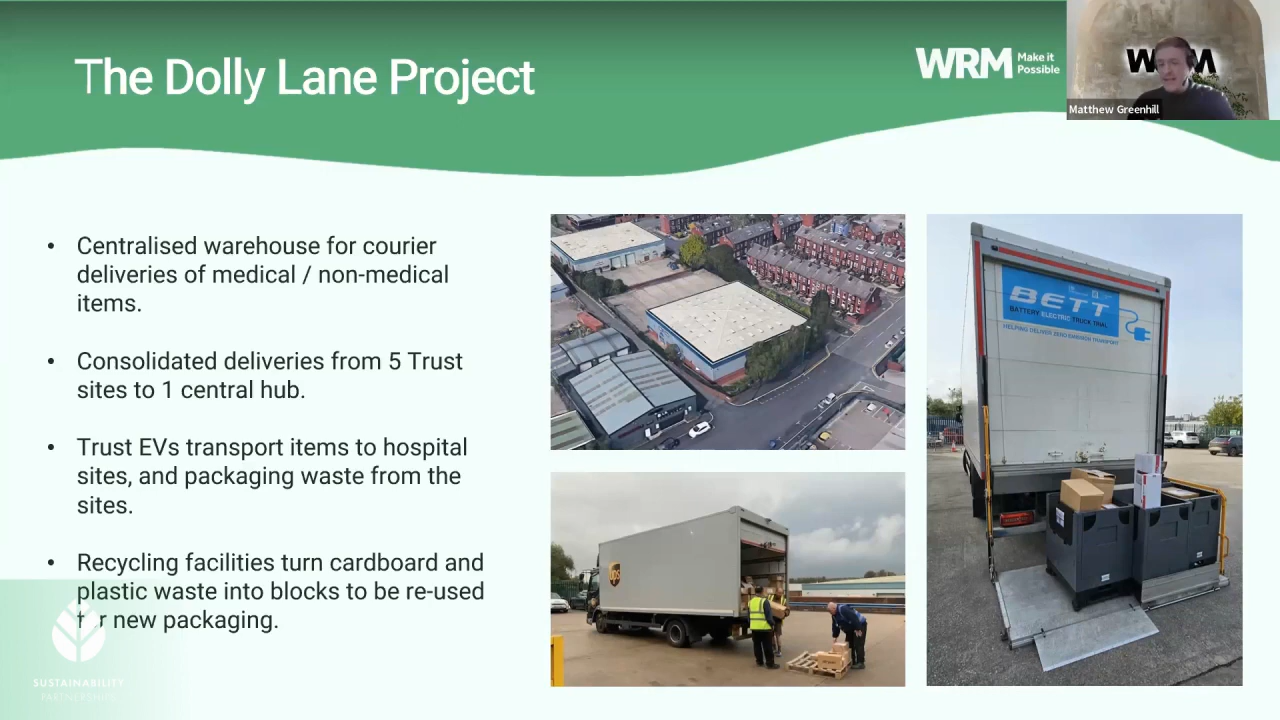 The Dolly Lane Project
WRM Make it
Possible
WRM
Matthew Greenhill
• Centralised warehouse for courier
deliveries of medical / non-medical
items.
• Consolidated deliveries from 5 Trust
sites to 1 central hub.
• Trust EVs transport items to hospital
sites, and packaging waste from the
sites.
• Recycling facilities turn cardboard and
plastic waste into blocks to be re-used
for new packaging.
BETT
BATTERY ELECTRIC TRUCK TRIAL
HELPING DELIVER ZERO EMISSION TRANSPORT
ups
SUSTAINABILITY
PARTNERSHIPS